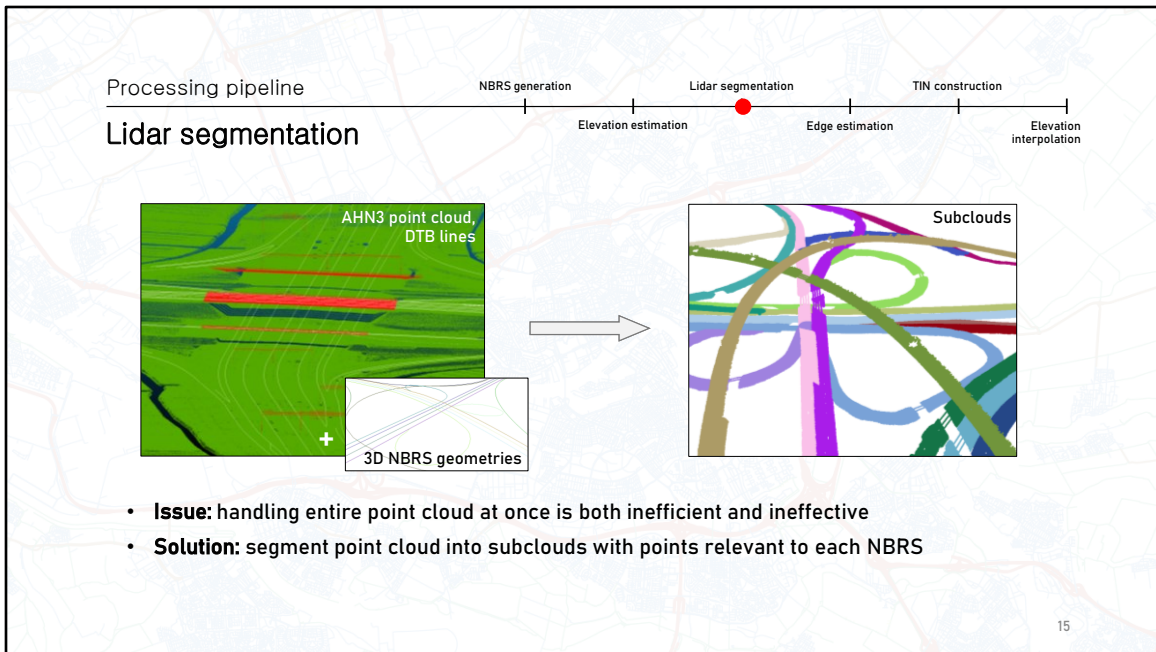 Processing pipeline
Lidar segmentation
NBRS generation
Elevation estimation
Lidar segmentation
Edge estimation
TIN construction
Elevation
interpolation
AHN3 point cloud,
DTB lines
+
3D NBRS geometries
Subclouds
• Issue: handling entire point cloud at once is both inefficient and ineffective
• Solution: segment point cloud into subclouds with points relevant to each NBRS
15